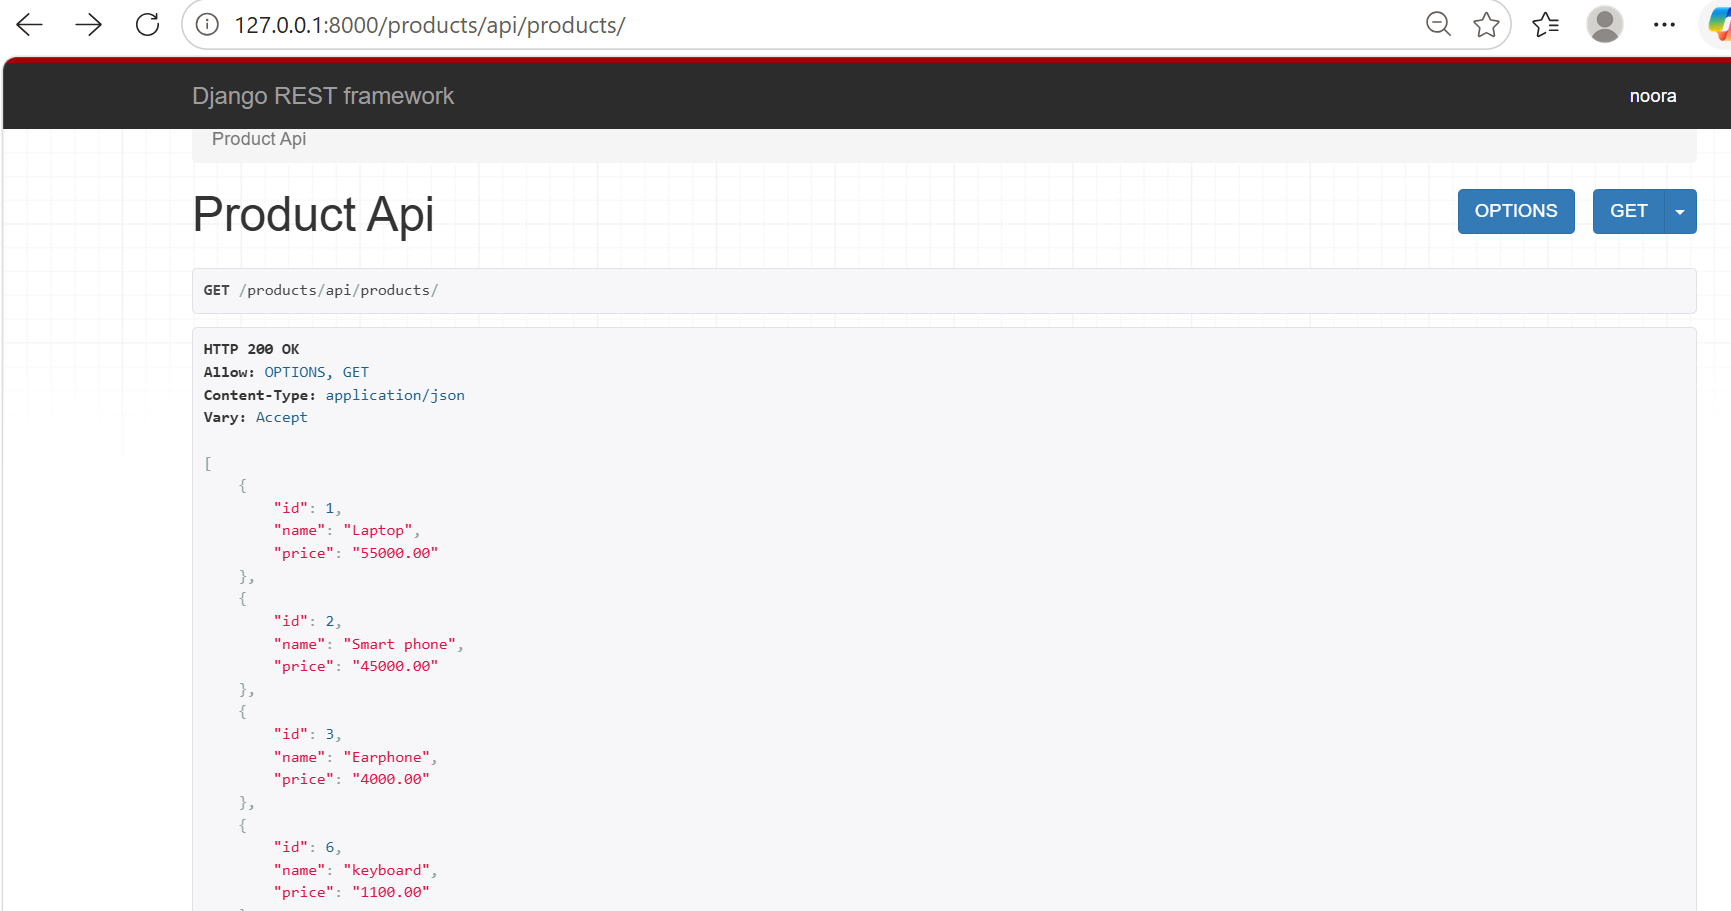 127.0.0.1:8000/products/api/products/
Django REST framework
noora
Product Api
Product Api
OPTIONS
GET
GET /products/api/products/
HTTP 200 OK
Allow: OPTIONS, GET
Content-Type: application/json
Vary: Accept
[
    {
        "id": 1,
        "name": "Laptop",
        "price": "55000.00"
    },
    {
        "id": 2,
        "name": "Smart phone",
        "price": "45000.00"
    },
    {
        "id": 3,
        "name": "Earphone",
        "price": "4000.00"
    },
    {
        "id": 6,
        "name": "keyboard",
        "price": "1100.00"